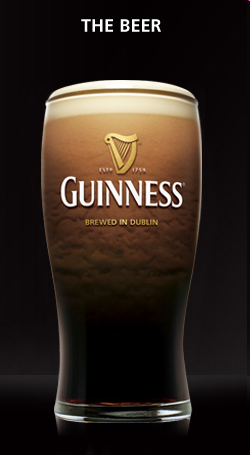 THE BEER
ESTD 1759
GUINNESS®
BREWED IN DUBLIN